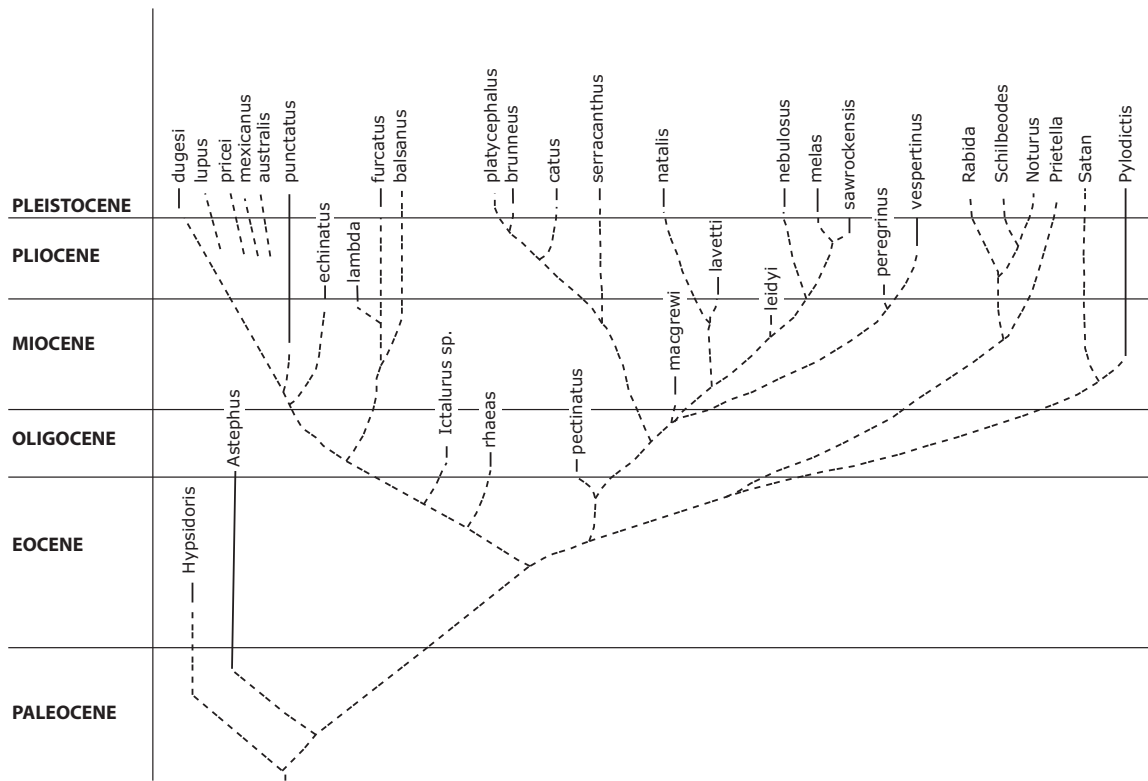 dugesi
lupus
pricei
mexicanus
australis
punctatus
echinatus
lambda
furcatus
balsanus
platycephalus
brunneus
catus
serracanthus
natalis
lavetti
nebulosus
melas
sawrockensis
peregrinus
vespertinus
Rabida
Schilbeodes
Noturus
Prietella
Satan
Pylodictis
PLEISTOCENE
PLIOCENE
MIOCENE
leidyi
macgrewi
OLIGOCENE
Astephus
Ictalurus sp.
rhaeas
pectinatus
EOCENE
Hypsidoris
PALEOCENE